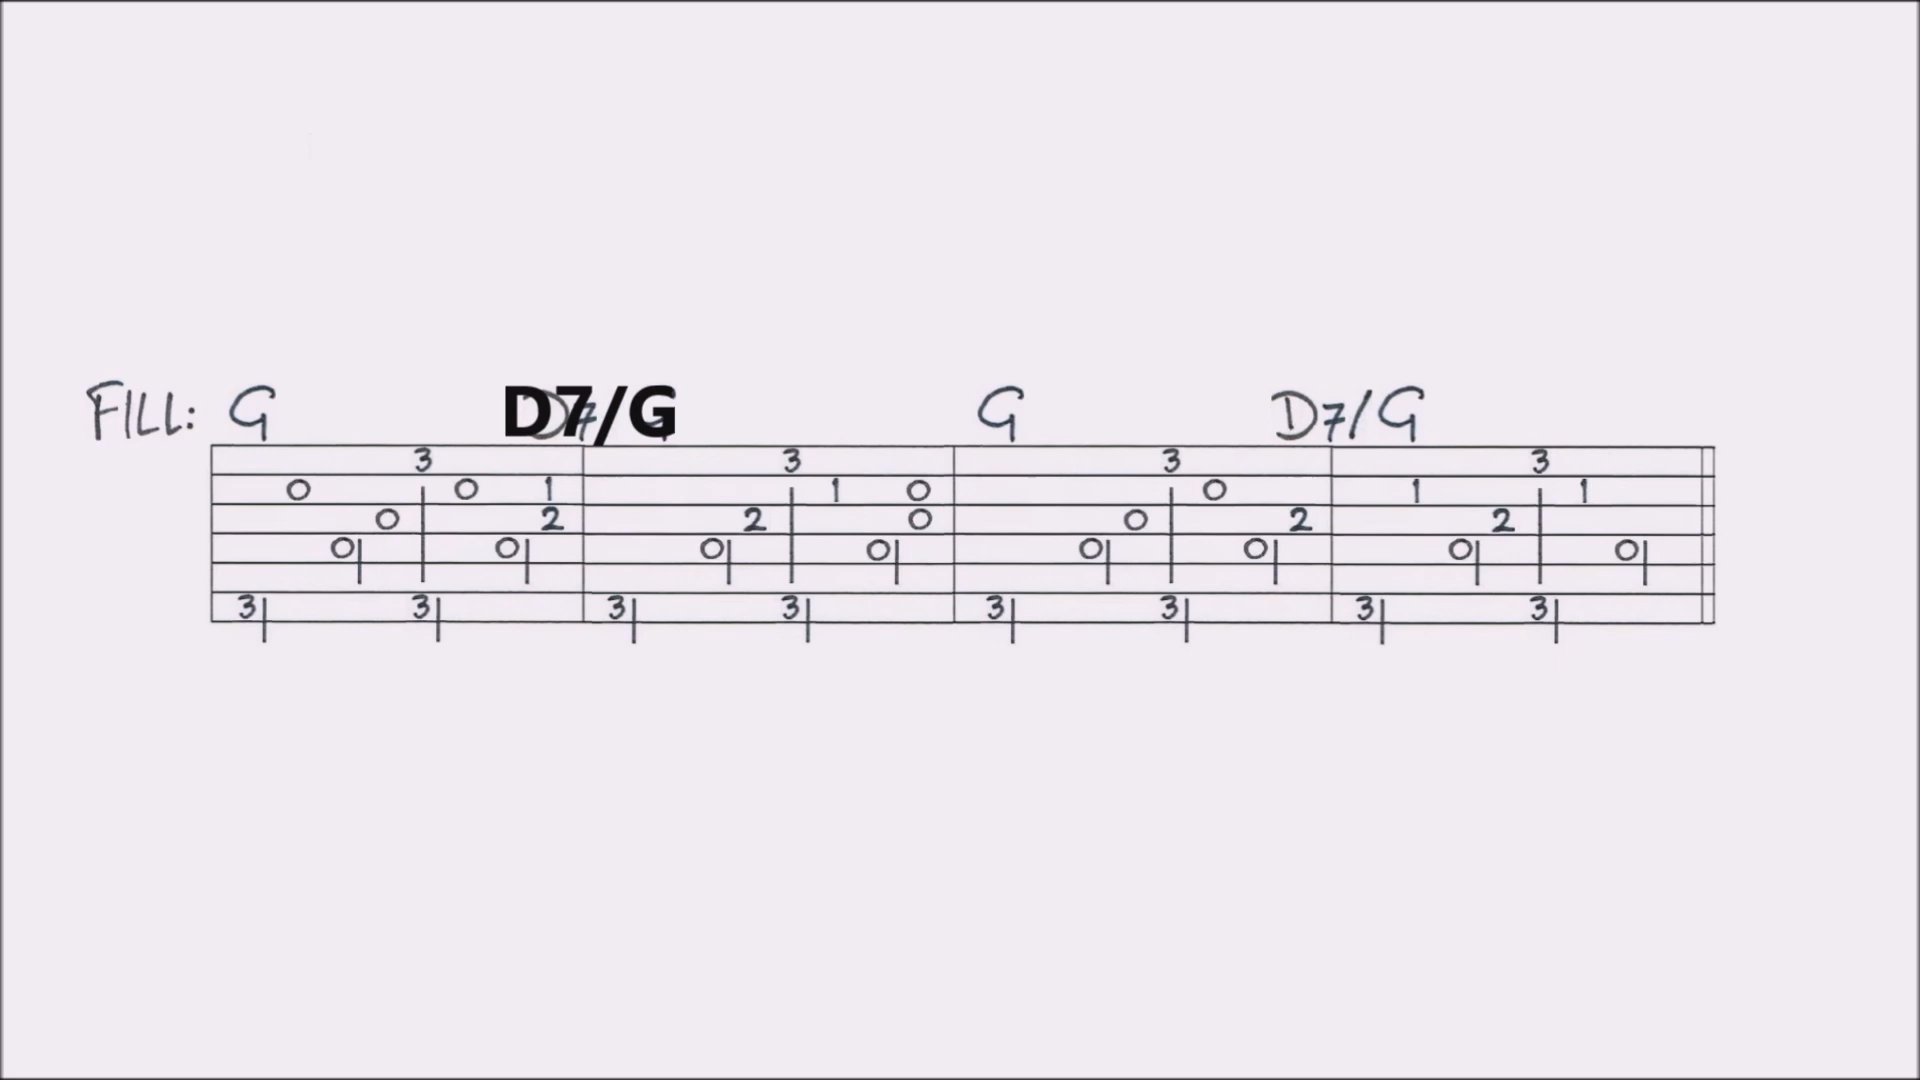 FILL: G D7/G G D7/G
3 3 3 3
0 0 1 1 0 0 1 1
0 2 2 0 0 2 2
0 0 0 0 0 0 0 0
3 3 3 3 3 3 3 3